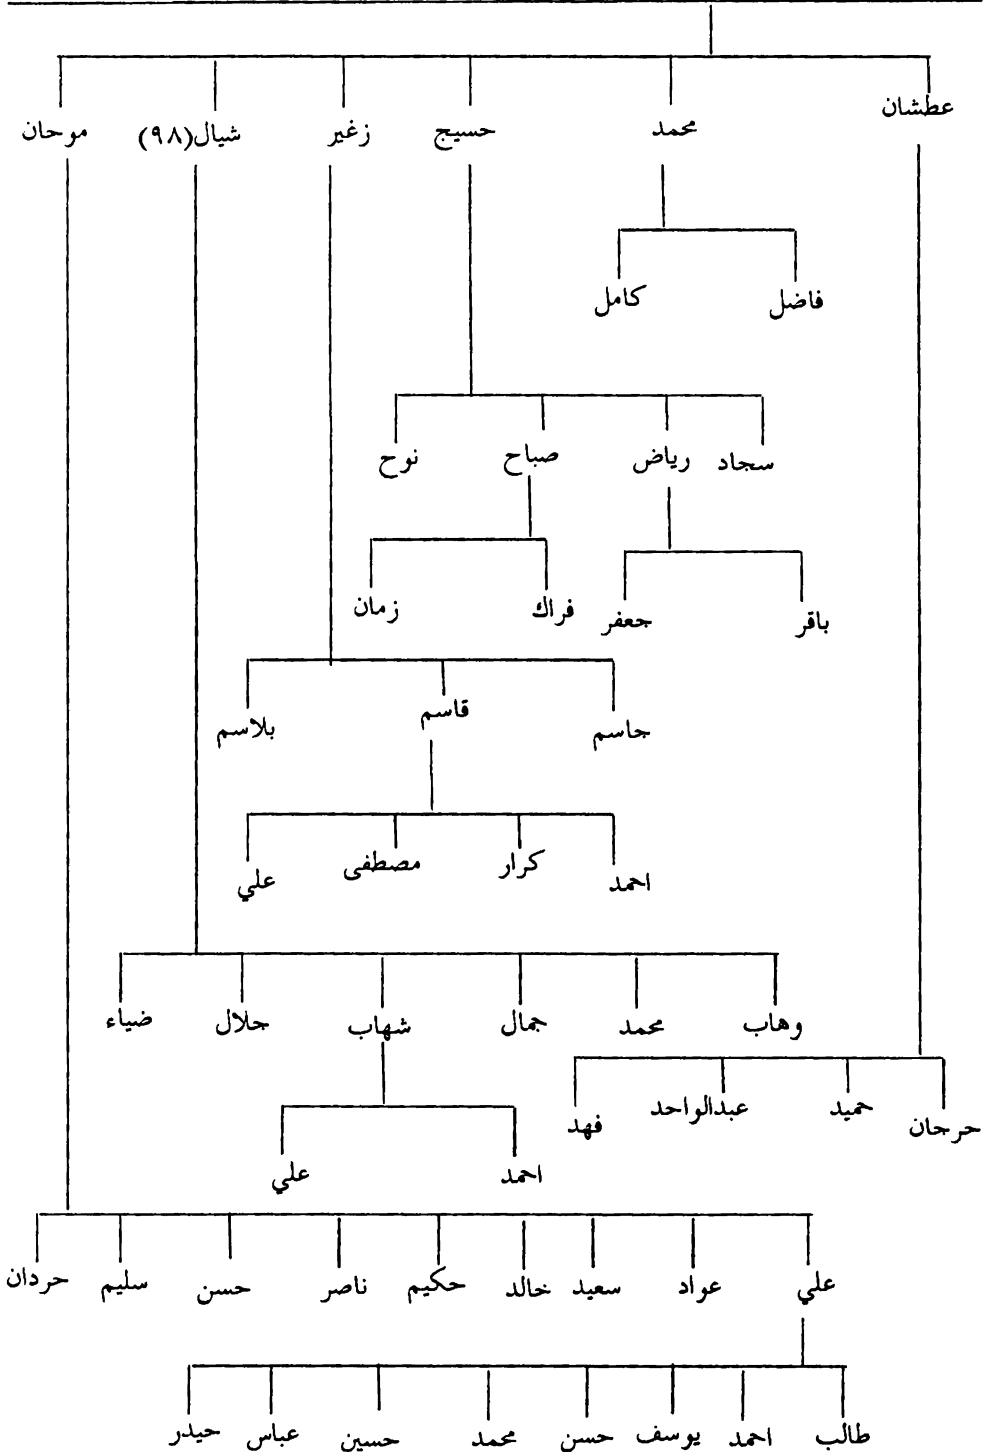 عطشان محمد حسيج زغير شيال(٩٨) موحان
فاضل كامل
سجاد رياض صباح نوح
باقر جعفر فراك زمان
جاسم قاسم بلاسم
احمد كرار مصطفى علي
وهاب محمد جمال شهاب جلال ضياء
حرجان حميد عبدالواحد فهد
احمد علي
علي عواد سعيد خالد حكيم ناصر حسن سليم حردان
طالب احمد يوسف حسن محمد حسين عباس حيدر